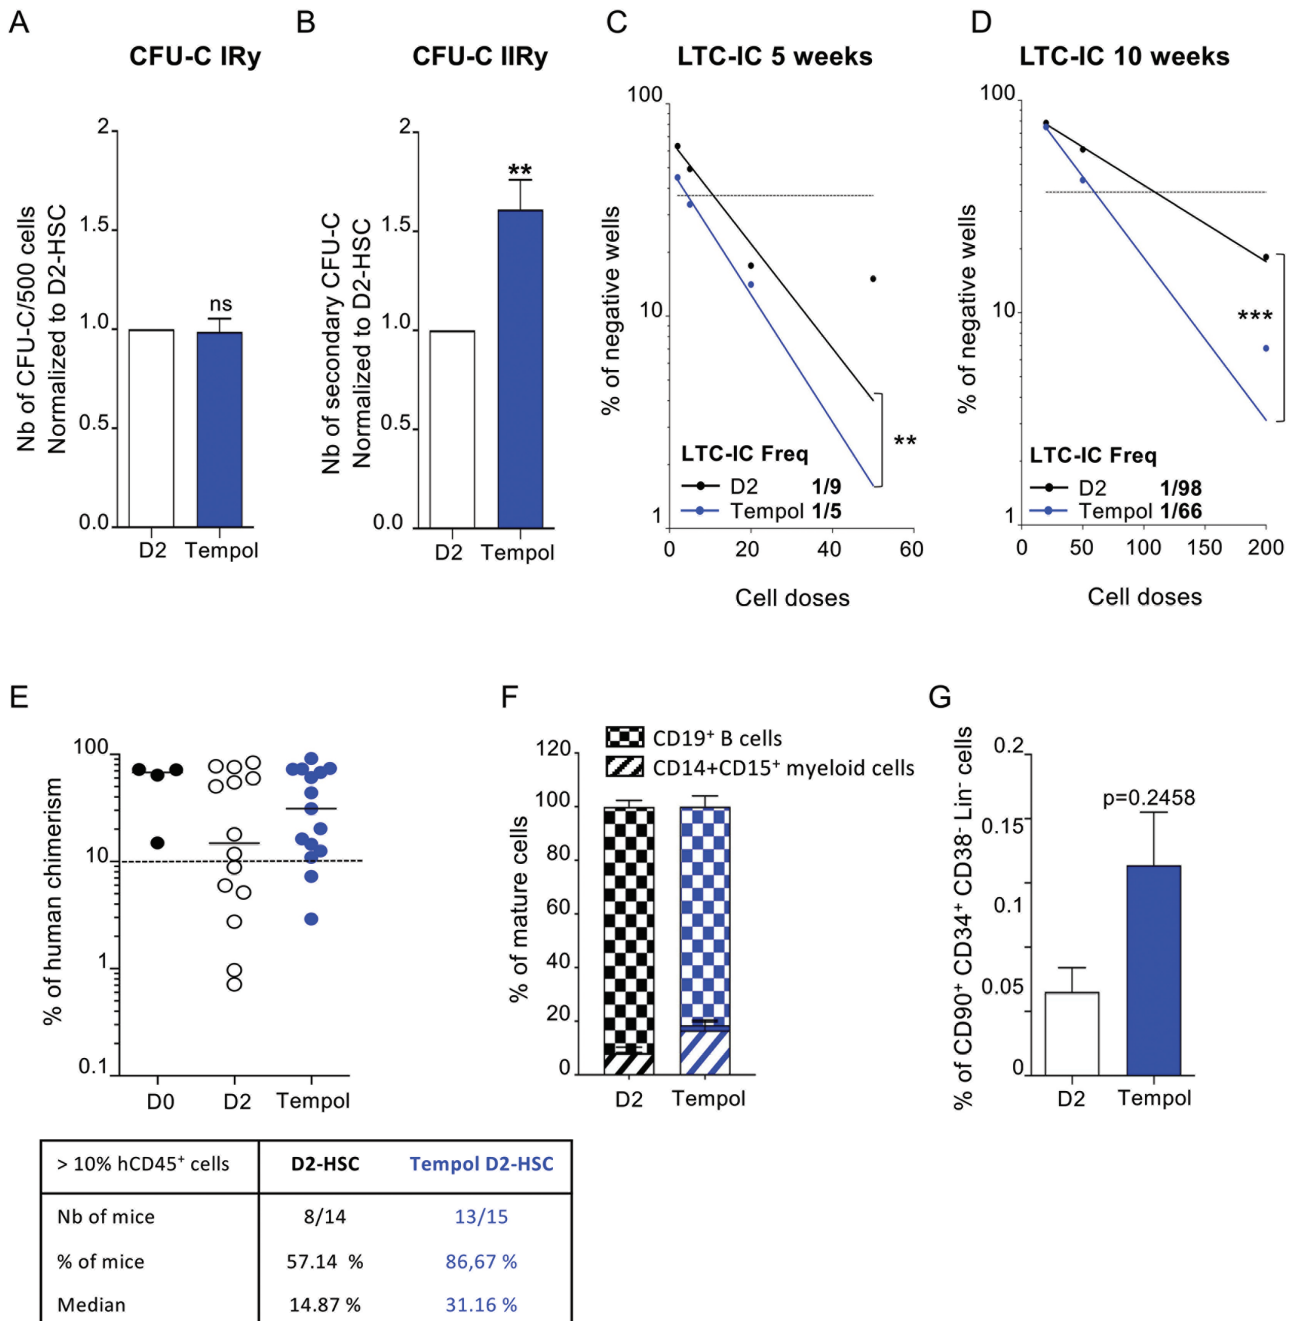 A
CFU-C IRy
Nb of CFU-C/500 cells
Normalized to D2-HSC
2
1.5
1.0
0.5
0.0
ns
D2 Tempol
B
CFU-C IIRy
Nb of secondary CFU-C
Normalized to D2-HSC
2
1.5
1.0
0.5
0.0
**
D2 Tempol
C
LTC-IC 5 weeks
% of negative wells
100
10
1
**
LTC-IC Freq
D2 1/9
Tempol 1/5
0 20 40 60
Cell doses
D
LTC-IC 10 weeks
% of negative wells
100
10
1
***
LTC-IC Freq
D2 1/98
Tempol 1/66
0 50 100 150 200
Cell doses
E
% of human chimerism
100
10
1
0.1
D0 D2 Tempol
> 10% hCD45⁺ cells D2-HSC Tempol D2-HSC
Nb of mice 8/14 13/15
% of mice 57.14 % 86,67 %
Median 14.87 % 31.16 %
F
CD19⁺ B cells
CD14+CD15⁺ myeloid cells
% of mature cells
120
100
80
60
40
20
0
D2 Tempol
G
% of CD90⁺ CD34⁺ CD38⁻ Lin⁻ cells
0.2
0.15
0.1
0.05
0
p=0.2458
D2 Tempol